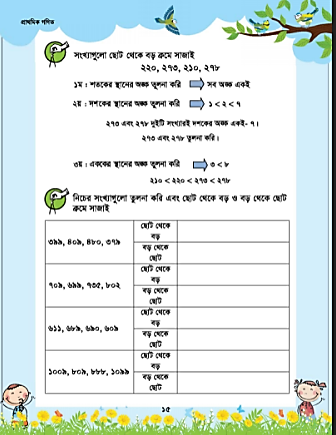 প্রাথমিক গণিত
সংখ্যাগুলো ছোট থেকে বড় ক্রমে সাজাই
২২০, ২৭৩, ২১০, ২৭৮
১ম : শতকের স্থানের অঙ্ক তুলনা করি সব অঙ্ক একই
২য় : দশকের স্থানের অঙ্ক তুলনা করি ১ < ২ < ৭
২৭৩ এবং ২৭৮ দুইটি সংখ্যারই দশকের অঙ্ক একই- ৭।
২৭৩ এবং ২৭৮ তুলনা করি।
৩য় : এককের স্থানের অঙ্ক তুলনা করি ৩ < ৮
২১০ < ২২০ < ২৭৩ < ২৭৮
নিচের সংখ্যাগুলো তুলনা করি এবং ছোট থেকে বড় ও বড় থেকে ছোট
ক্রমে সাজাই
৩৯৯, ৪০৯, ৪৮০, ৩৭৯
ছোট থেকে
বড়
বড় থেকে
ছোট
৭০৯, ৬৯৯, ৭৩৫, ৮০২
ছোট থেকে
বড়
বড় থেকে
ছোট
৬১১, ৬৮৯, ৬৯০, ৬০৯
ছোট থেকে
বড়
বড় থেকে
ছোট
১০০৯, ৮০৯, ৮৮৮, ১০৯৯
ছোট থেকে
বড়
বড় থেকে
ছোট
১৫